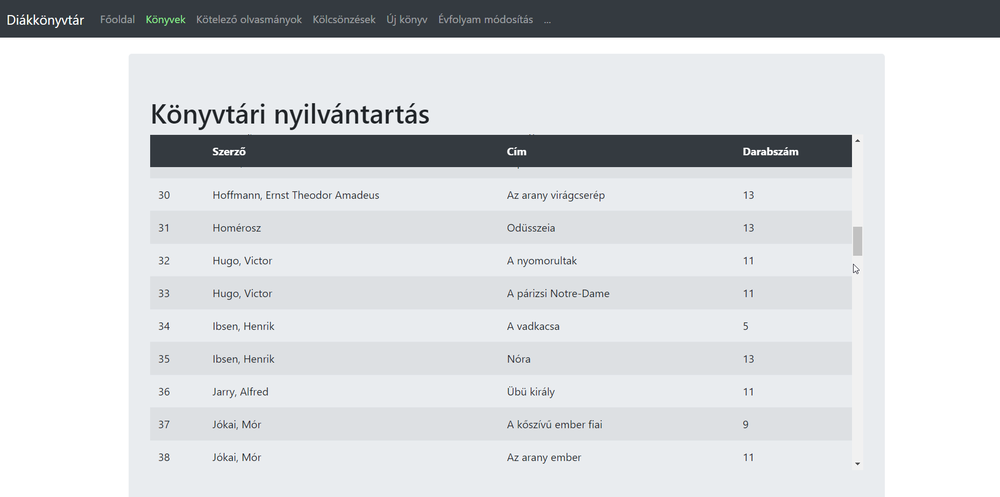 Diákkönyvtár Főoldal Könyvek Kötelező olvasmányok Kölcsönzések Új könyv Évfolyam módosítás ...
Könyvtári nyilvántartás
Szerző Cím Darabszám
30 Hoffmann, Ernst Theodor Amadeus Az arany virágcserép 13
31 Homérosz Odüsszeia 13
32 Hugo, Victor A nyomorultak 11
33 Hugo, Victor A párizsi Notre-Dame 11
34 Ibsen, Henrik A vadkacsa 5
35 Ibsen, Henrik Nóra 13
36 Jarry, Alfred Übü király 11
37 Jókai, Mór A kőszívű ember fiai 9
38 Jókai, Mór Az arany ember 11